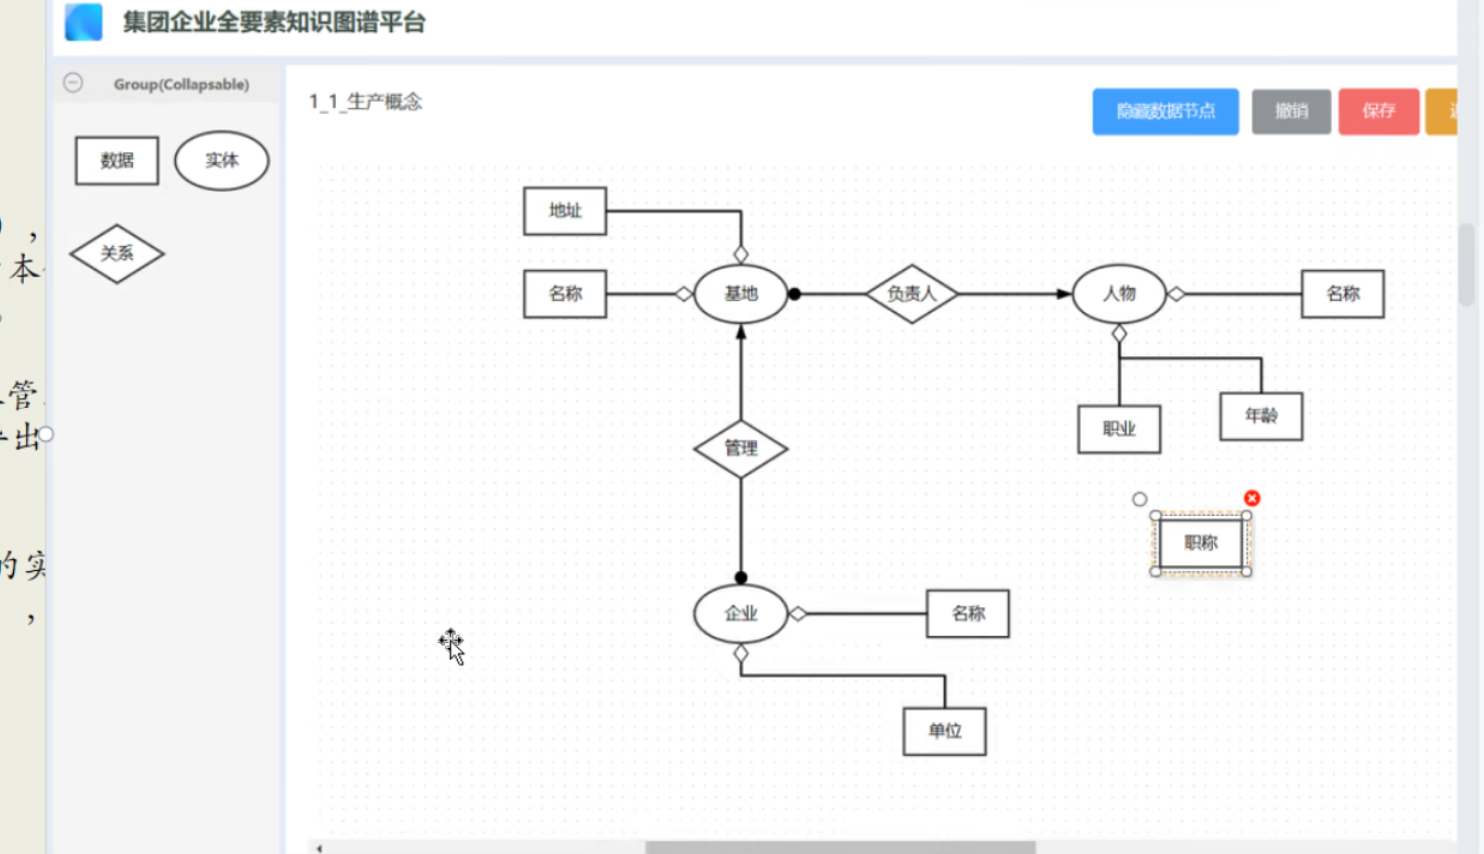 集团企业全要素知识图谱平台
Group(Collapsable)
1_1_生产概念
隐藏数据节点
撤销
保存
数据
实体
关系
地址
名称
基地
负责人
人物
名称
职业
年龄
管理
职称
企业
名称
单位
），
本
。
管
出
的实
，